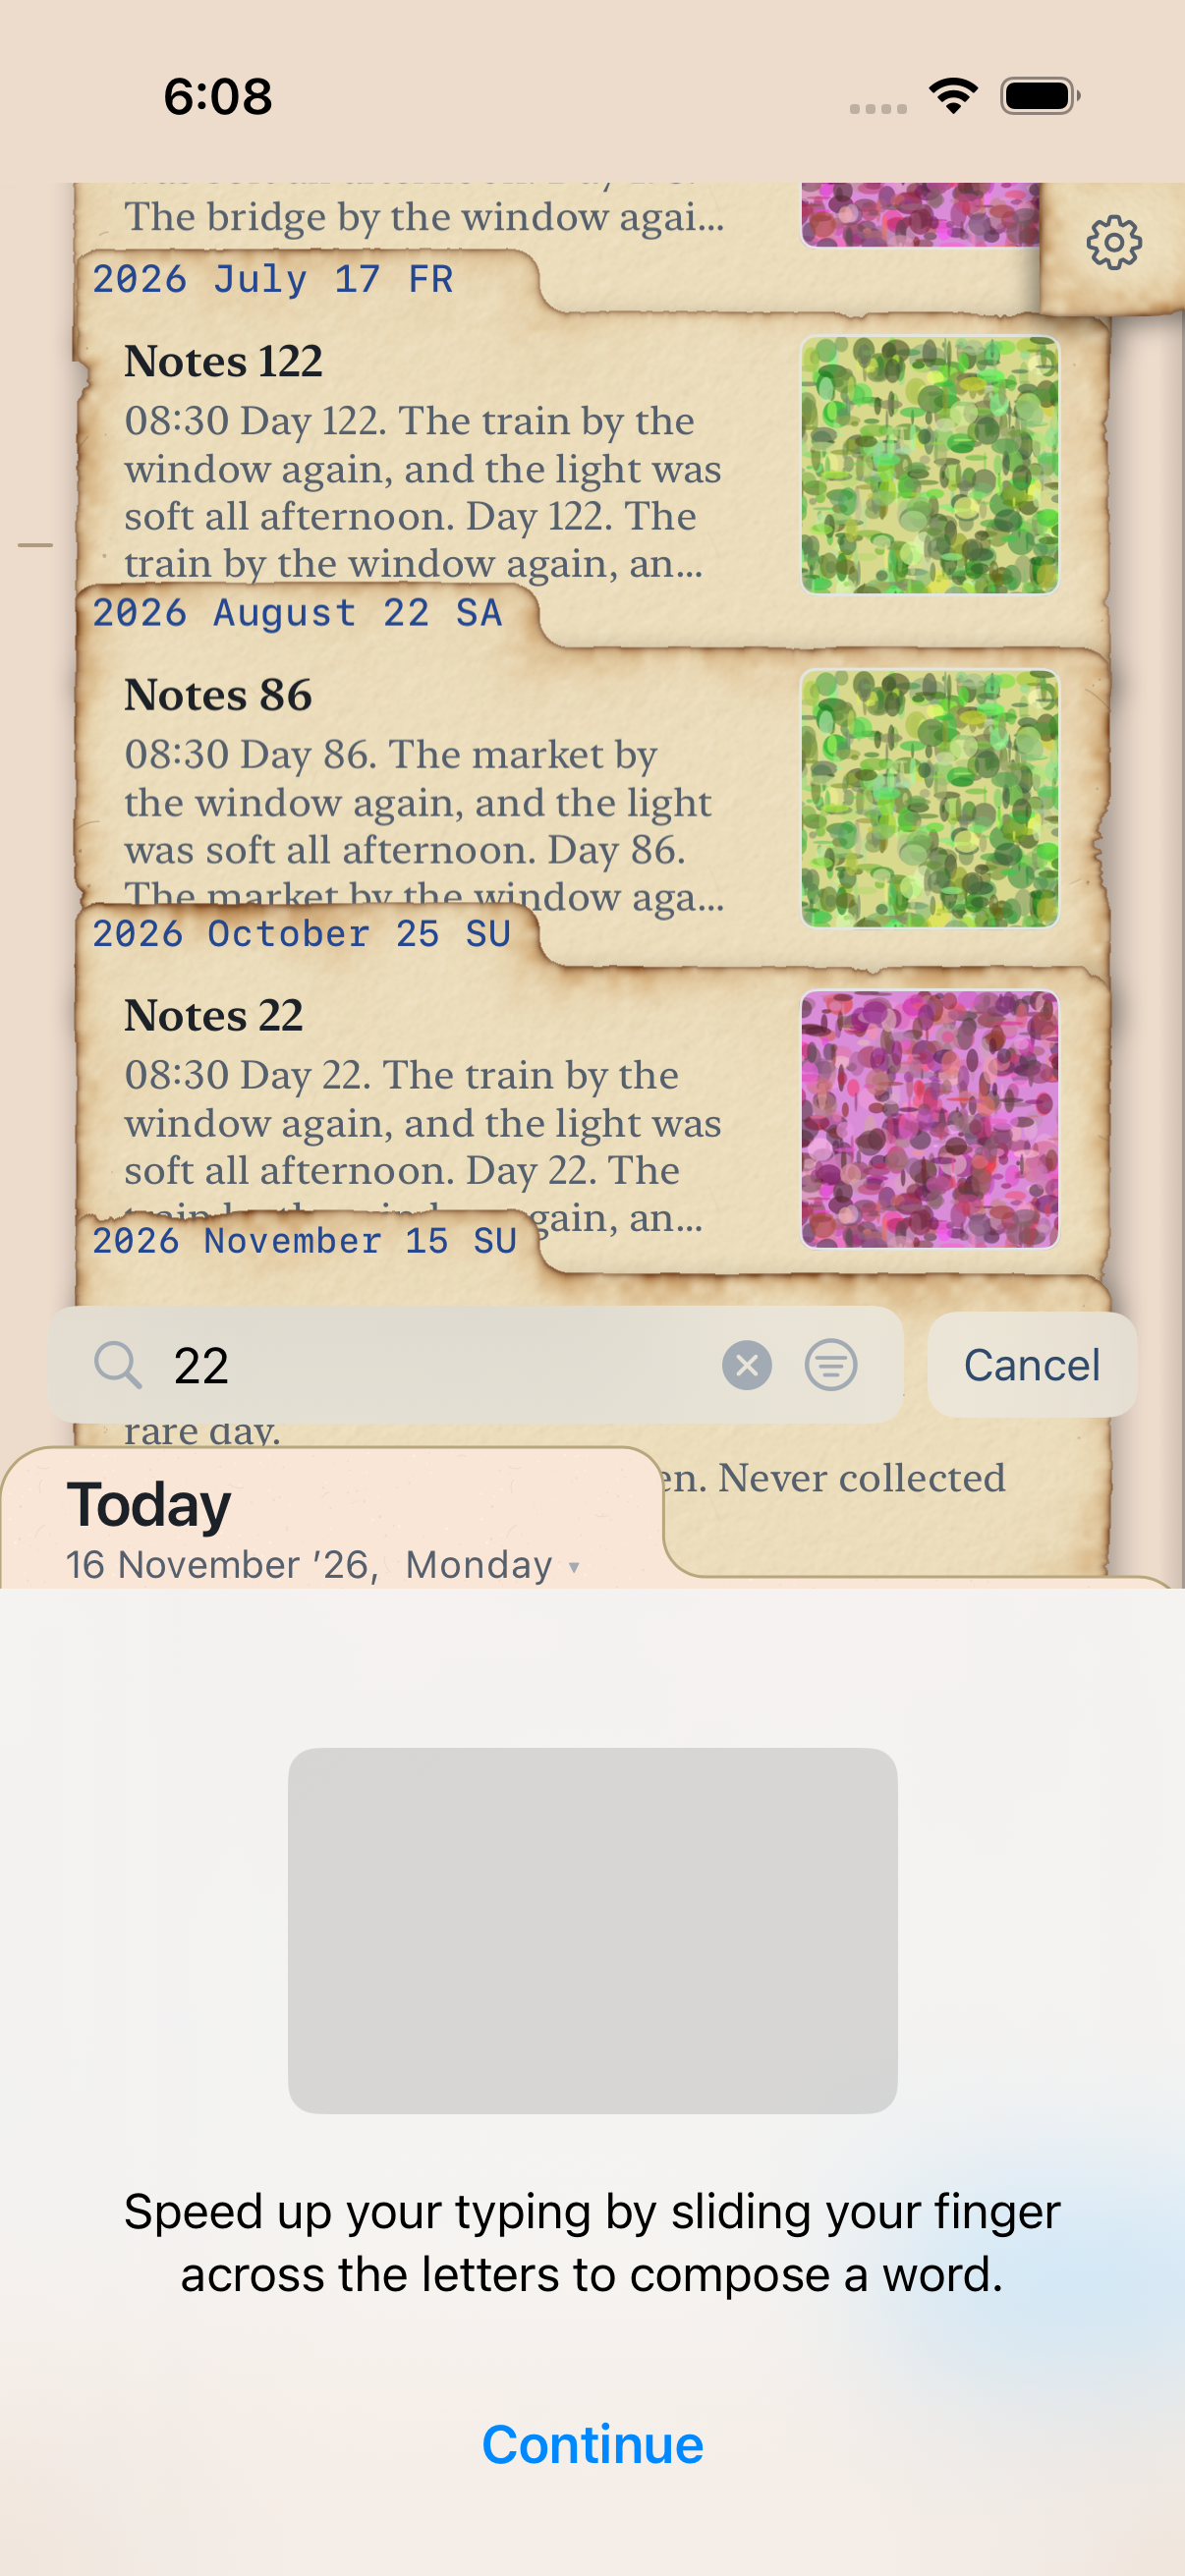 6:08
The bridge by the window agai...
2026 July 17 FR
Notes 122
08:30 Day 122. The train by the
window again, and the light was
soft all afternoon. Day 122. The
train by the window again, an...
2026 August 22 SA
Notes 86
08:30 Day 86. The market by
the window again, and the light
was soft all afternoon. Day 86.
The market by the window aga...
2026 October 25 SU
Notes 22
08:30 Day 22. The train by the
window again, and the light was
soft all afternoon. Day 22. The
gain, an...
2026 November 15 SU
22
Cancel
rare day.
en. Never collected
Today
16 November ’26, Monday
Speed up your typing by sliding your finger
across the letters to compose a word.
Continue